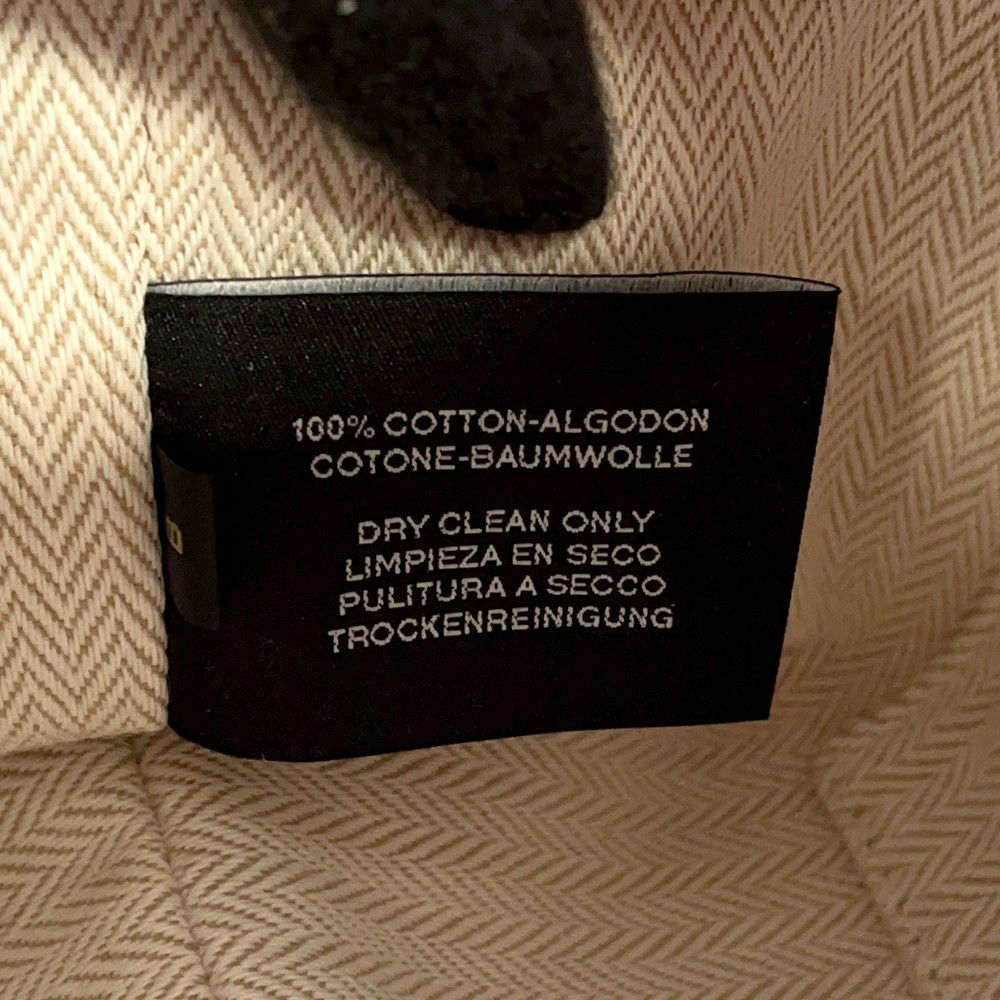 100% COTTON-ALGODON
COTONE-BAUMWOLLE
DRY CLEAN ONLY
LIMPIEZA EN SECO
PULITURA A SECCO
TROCKENREINIGUNG